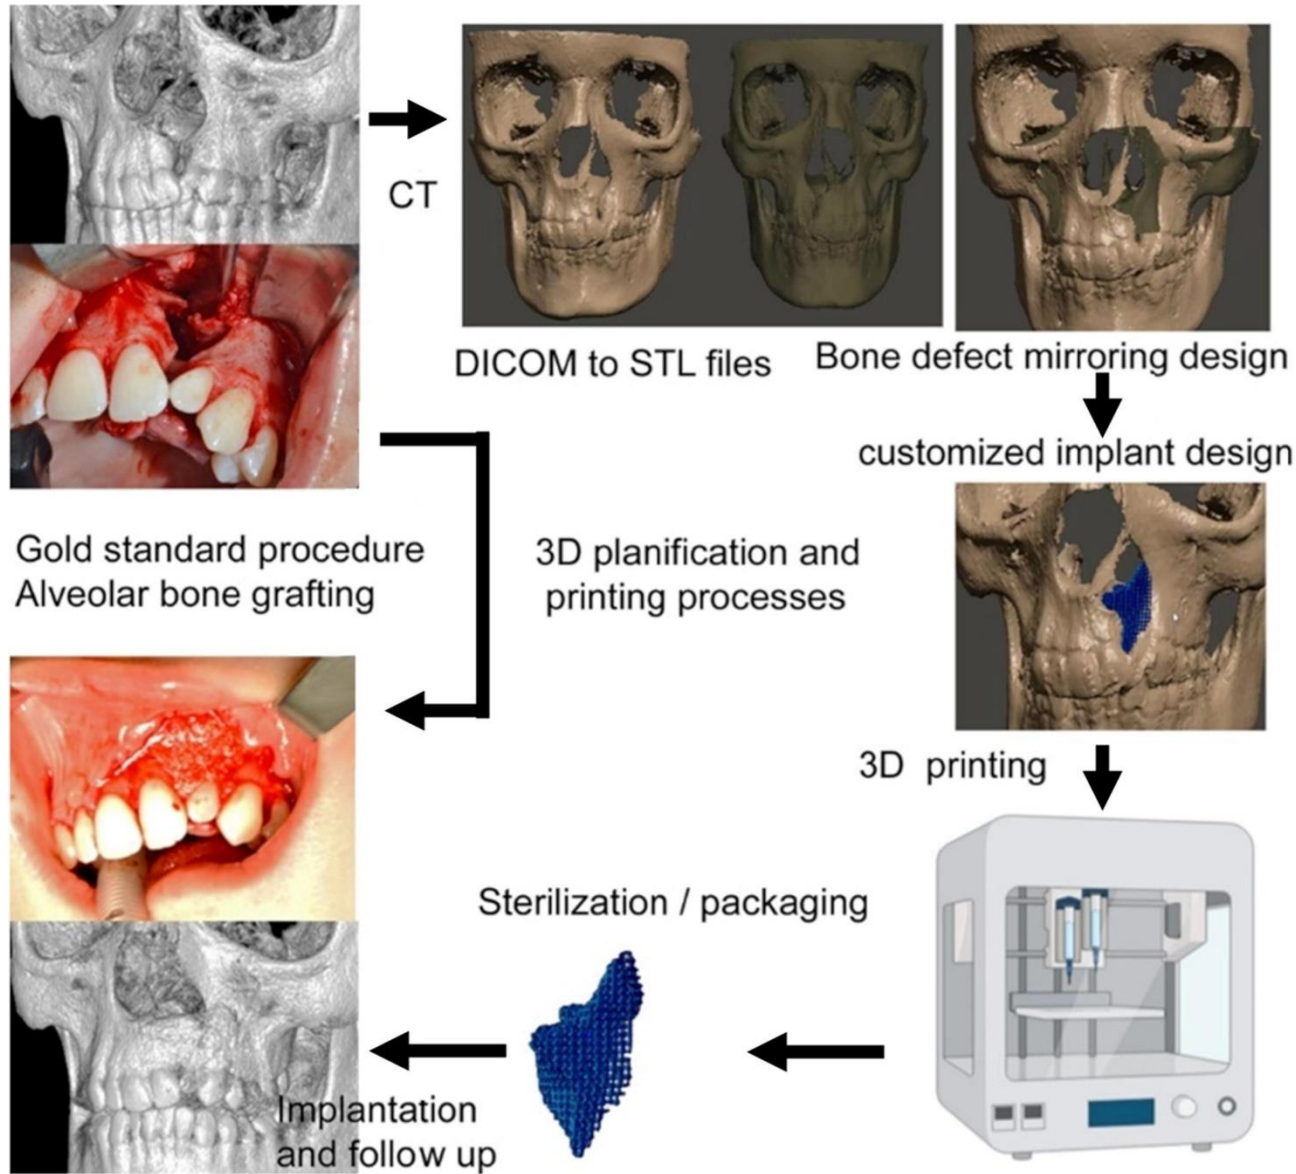 CT
DICOM to STL files
Bone defect mirroring design
customized implant design
Gold standard procedure
Alveolar bone grafting
3D planification and
printing processes
3D printing
Sterilization / packaging
Implantation
and follow up